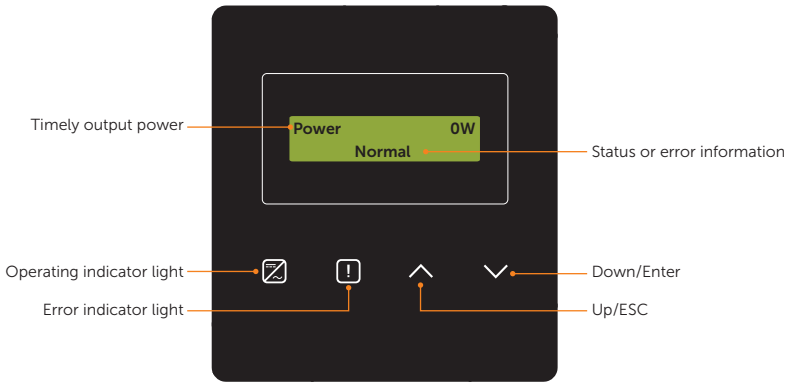 Timely output power
Power 0W
Normal
Status or error information
Operating indicator light
Error indicator light
Down/Enter
Up/ESC